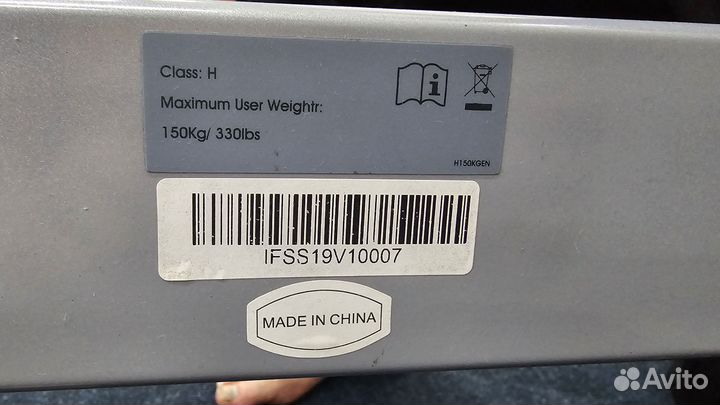 Class: H
Maximum User Weightr:
150Kg/ 330lbs
H150KGEN
IFSS19V10007
MADE IN CHINA
Avito